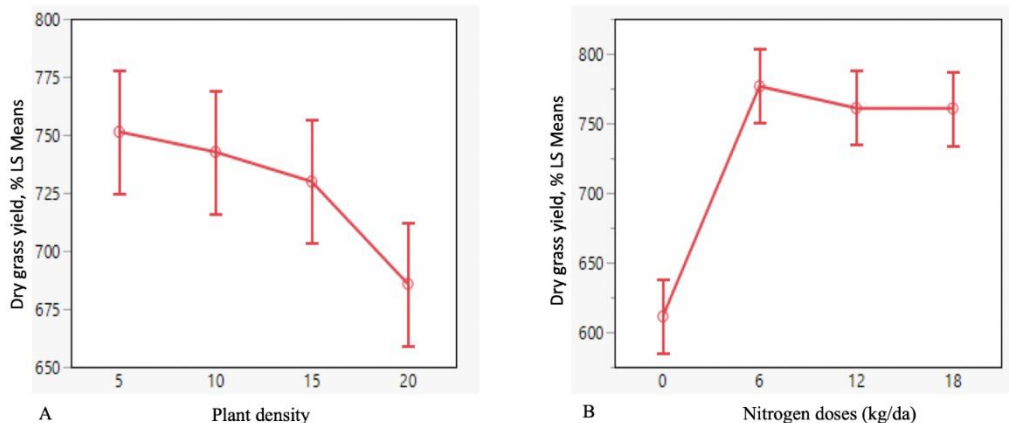 Dry grass yield, % LS Means
800
775
750
725
700
675
650
5 10 15 20
A Plant density
Dry grass yield, % LS Means
800
750
700
650
600
0 6 12 18
B Nitrogen doses (kg/da)